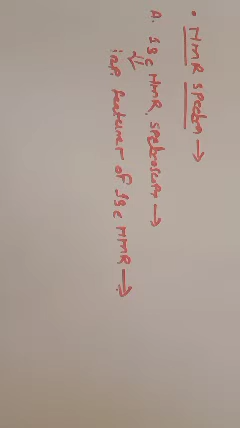 • NMR spectra →
A. 13C NMR spectroscopy →
imp. features of 13C NMR →